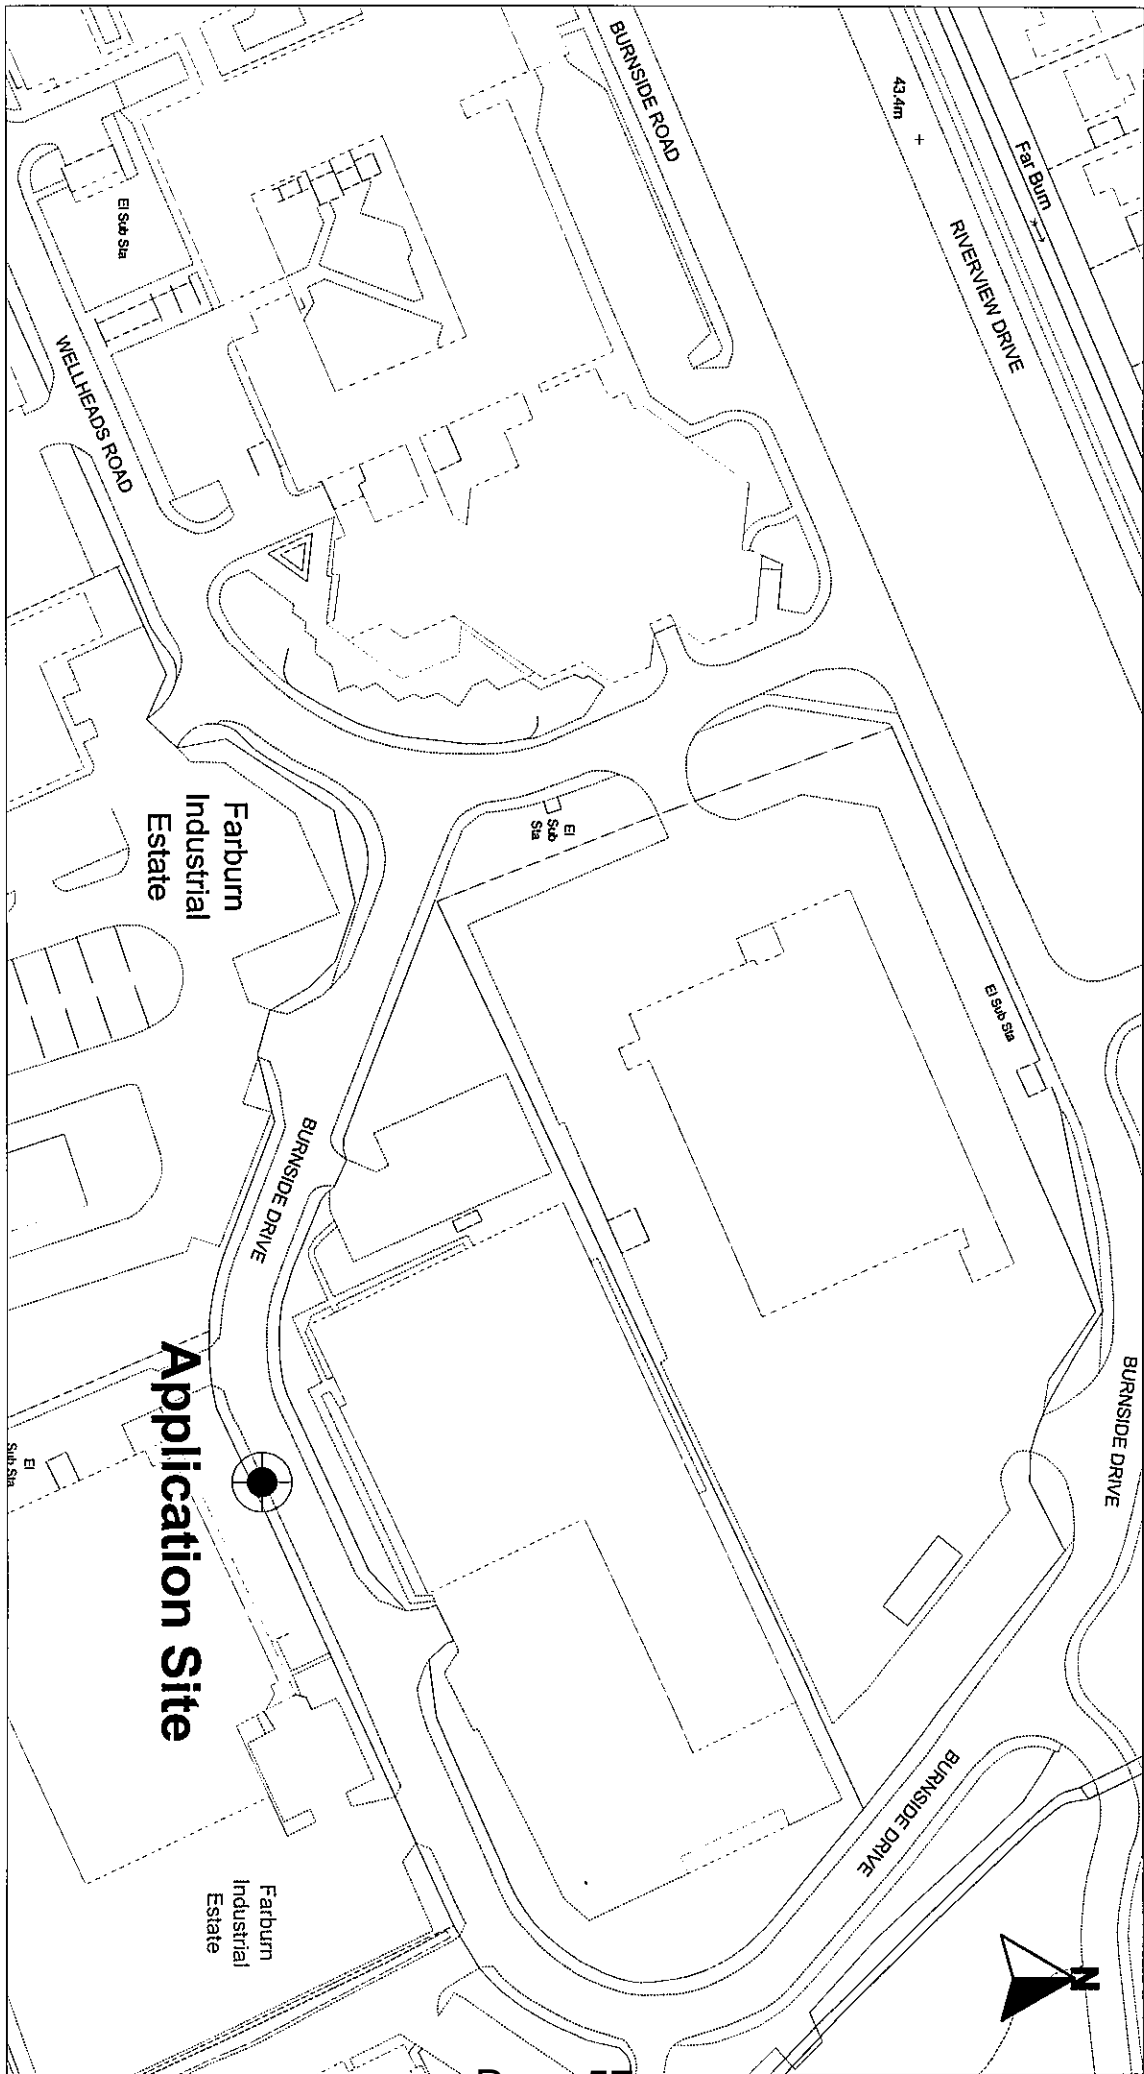 Far Burn
43.4m
RIVERVIEW DRIVE
BURNSIDE ROAD
El Sub Sta
WELLHEADS ROAD
Farburn
Industrial
Estate
El
Sub
Sta
El Sub Sta
BURNSIDE DRIVE
BURNSIDE DRIVE
Application Site
El
Sub Sta
BURNSIDE DRIVE
Farburn
Industrial
Estate
N